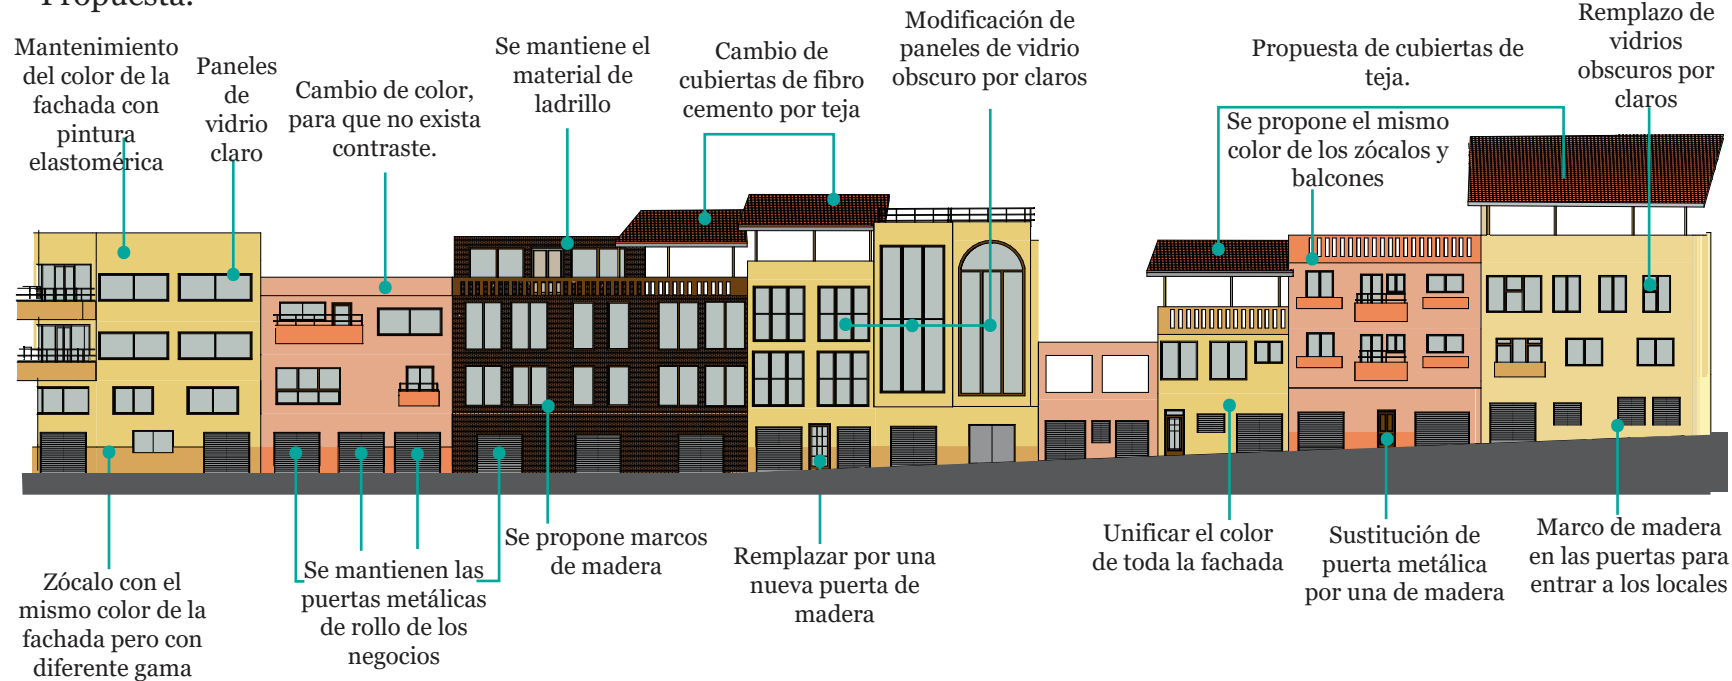 Propuesta:
Mantenimiento
del color de la
fachada con
pintura
elastomérica
Paneles
de
vidrio
claro
Cambio de color,
para que no exista
contraste.
Se mantiene el
material de
ladrillo
Cambio de
cubiertas de fibro
cemento por teja
Modificación de
paneles de vidrio
obscuro por claros
Propuesta de cubiertas de
teja.
Se propone el mismo
color de los zócalos y
balcones
Remplazo de
vidrios
obscuros por
claros
Zócalo con el
mismo color de la
fachada pero con
diferente gama
Se mantienen las
puertas metálicas
de rollo de los
negocios
Se propone marcos
de madera
Remplazar por una
nueva puerta de
madera
Unificar el color
de toda la fachada
Sustitución de
puerta metálica
por una de madera
Marco de madera
en las puertas para
entrar a los locales